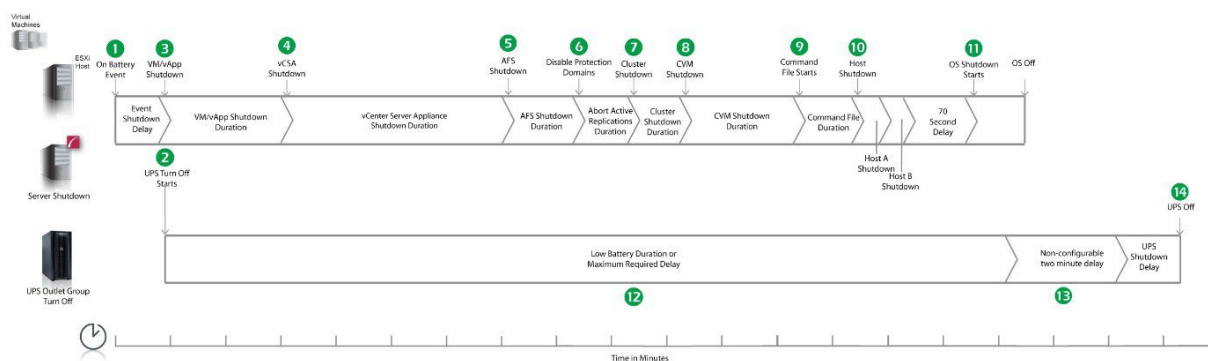 Virtual
Machines
ESXi
Host
1
On Battery
Event
3
VM/vApp
Shutdown
4
vCSA
Shutdown
5
AFS
Shutdown
6
Disable Protection
Domains
7
Cluster
Shutdown
8
CVM
Shutdown
9
Command
File Starts
10
Host
Shutdown
11
OS Shutdown
Starts
OS Off
Event
Shutdown
Delay
VM/vApp Shutdown
Duration
vCenter Server Appliance
Shutdown Duration
AFS Shutdown
Duration
Abort Active
Replications
Duration
Cluster
Shutdown
Duration
CVM Shutdown
Duration
Command File
Duration
70
Second
Delay
Host A
Shutdown
Host B
Shutdown
Server Shutdown
2
UPS Turn Off
Starts
14
UPS Off
Low Battery Duration or
Maximum Required Delay
Non-configurable
two minute delay
UPS
Shutdown
Delay
UPS Outlet Group
Turn Off
12
13
Time in Minutes